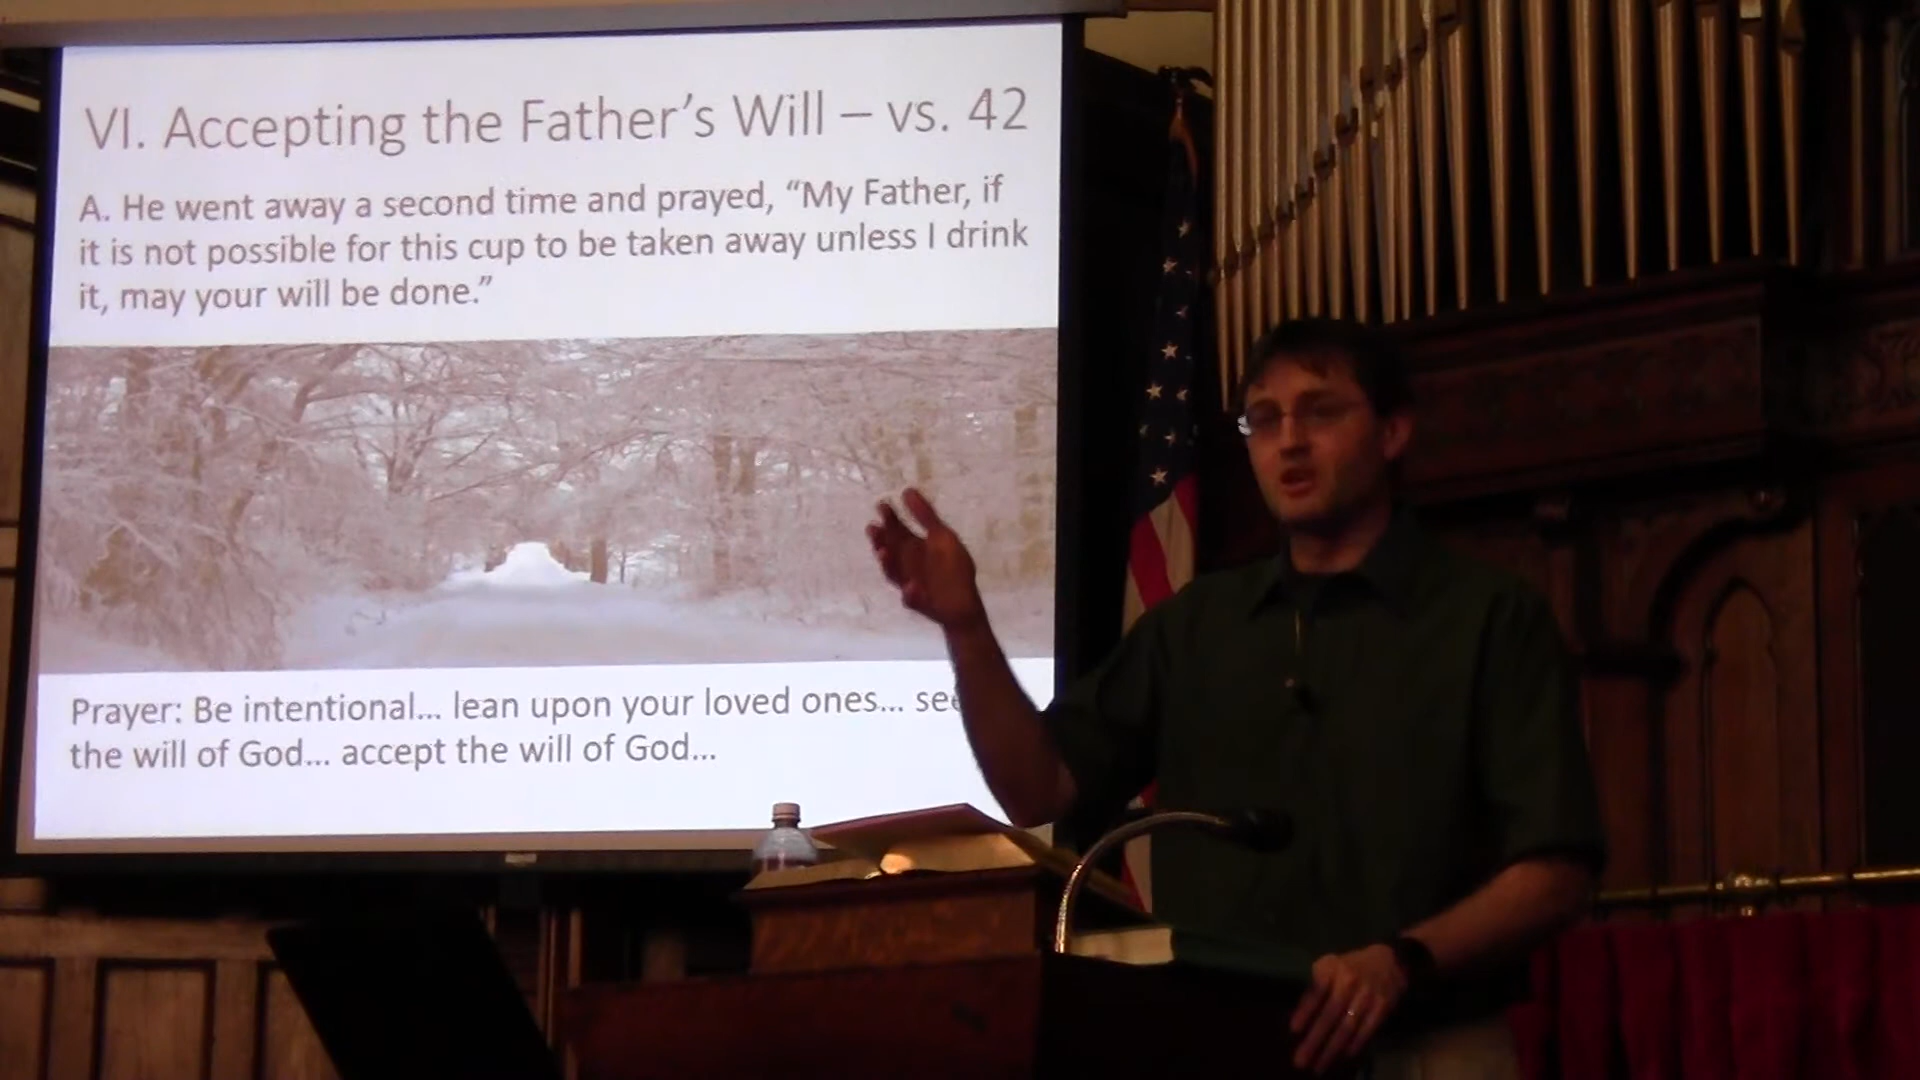 VI. Accepting the Father’s Will – vs. 42
A. He went away a second time and prayed, “My Father, if
it is not possible for this cup to be taken away unless I drink
it, may your will be done.”
Prayer: Be intentional... lean upon your loved ones...
the will of God... accept the will of God...